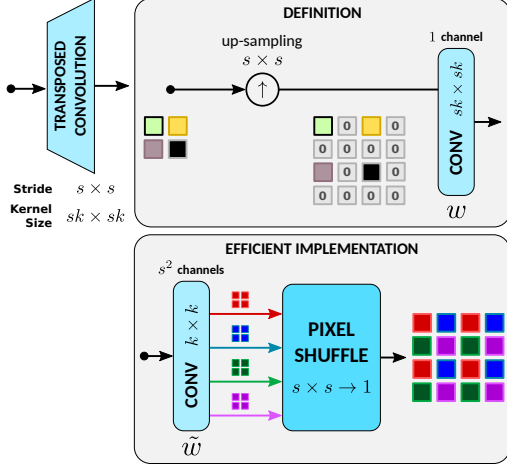 TRANSPOSED
CONVOLUTION
Stride s × s
Kernel
Size sk × sk
DEFINITION
up-sampling
s × s
↑
1 channel
CONV sk × sk
w
0 0
0 0 0 0
0 0
0 0 0 0
EFFICIENT IMPLEMENTATION
s² channels
CONV k × k
w̃
PIXEL
SHUFFLE
s × s → 1